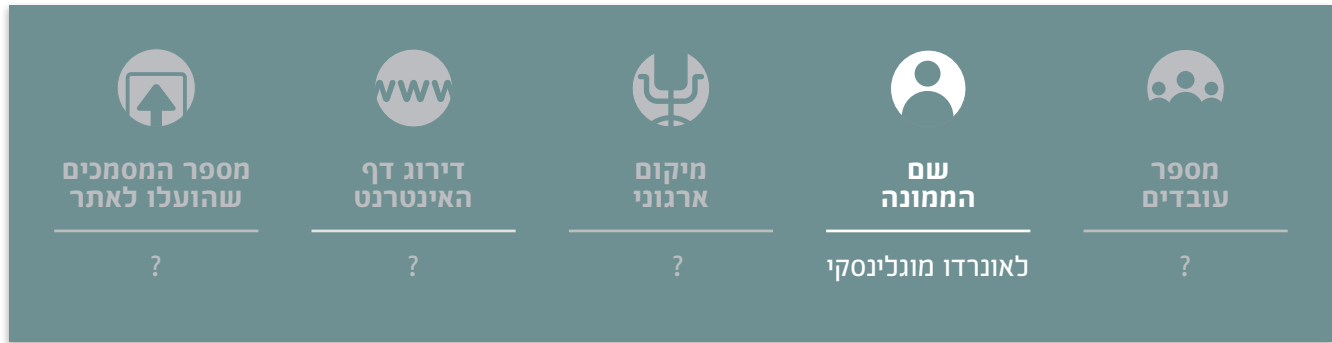 מספר
עובדים
?
שם
הממונה
לאונרדו מוגלינסקי
מיקום
ארגוני
?
www
דירוג דף
האינטרנט
?
מספר המסמכים
שהועלו לאתר
?